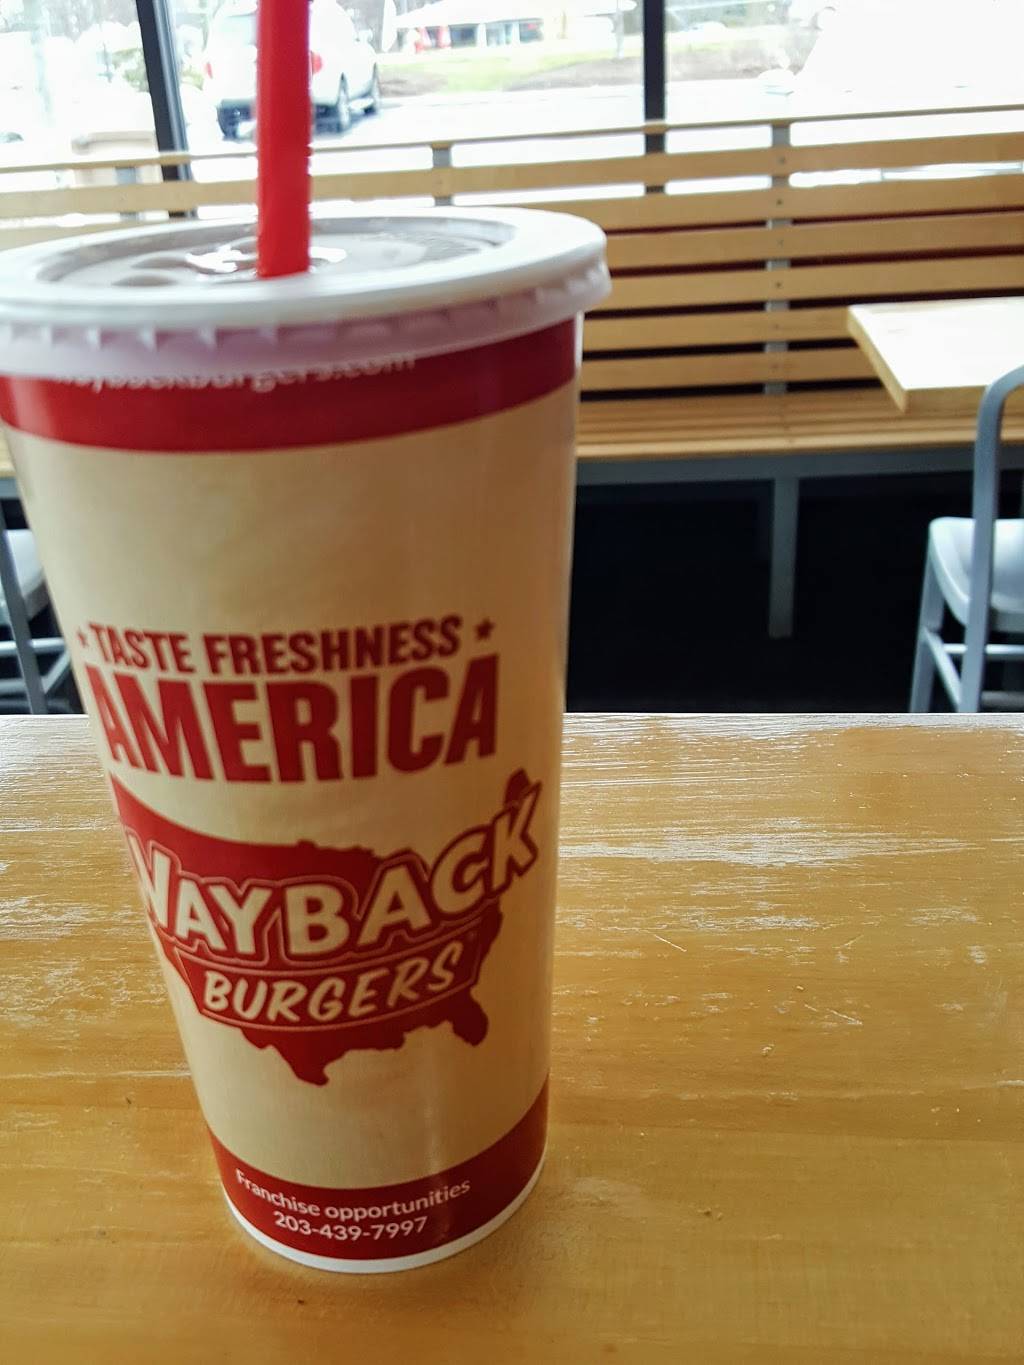 TASTE FRESHNESS
AMERICA
WAYBACK
BURGERS
Franchise opportunities
203-439-7997